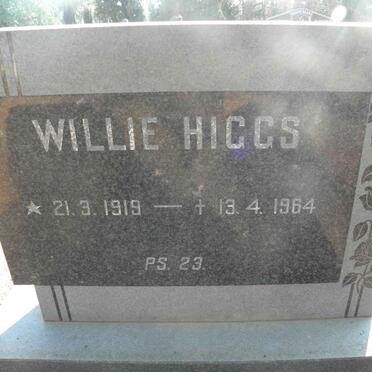 WILLIE HIGGS
★ 21. 3. 1919 — † 13. 4. 1964
PS. 23.